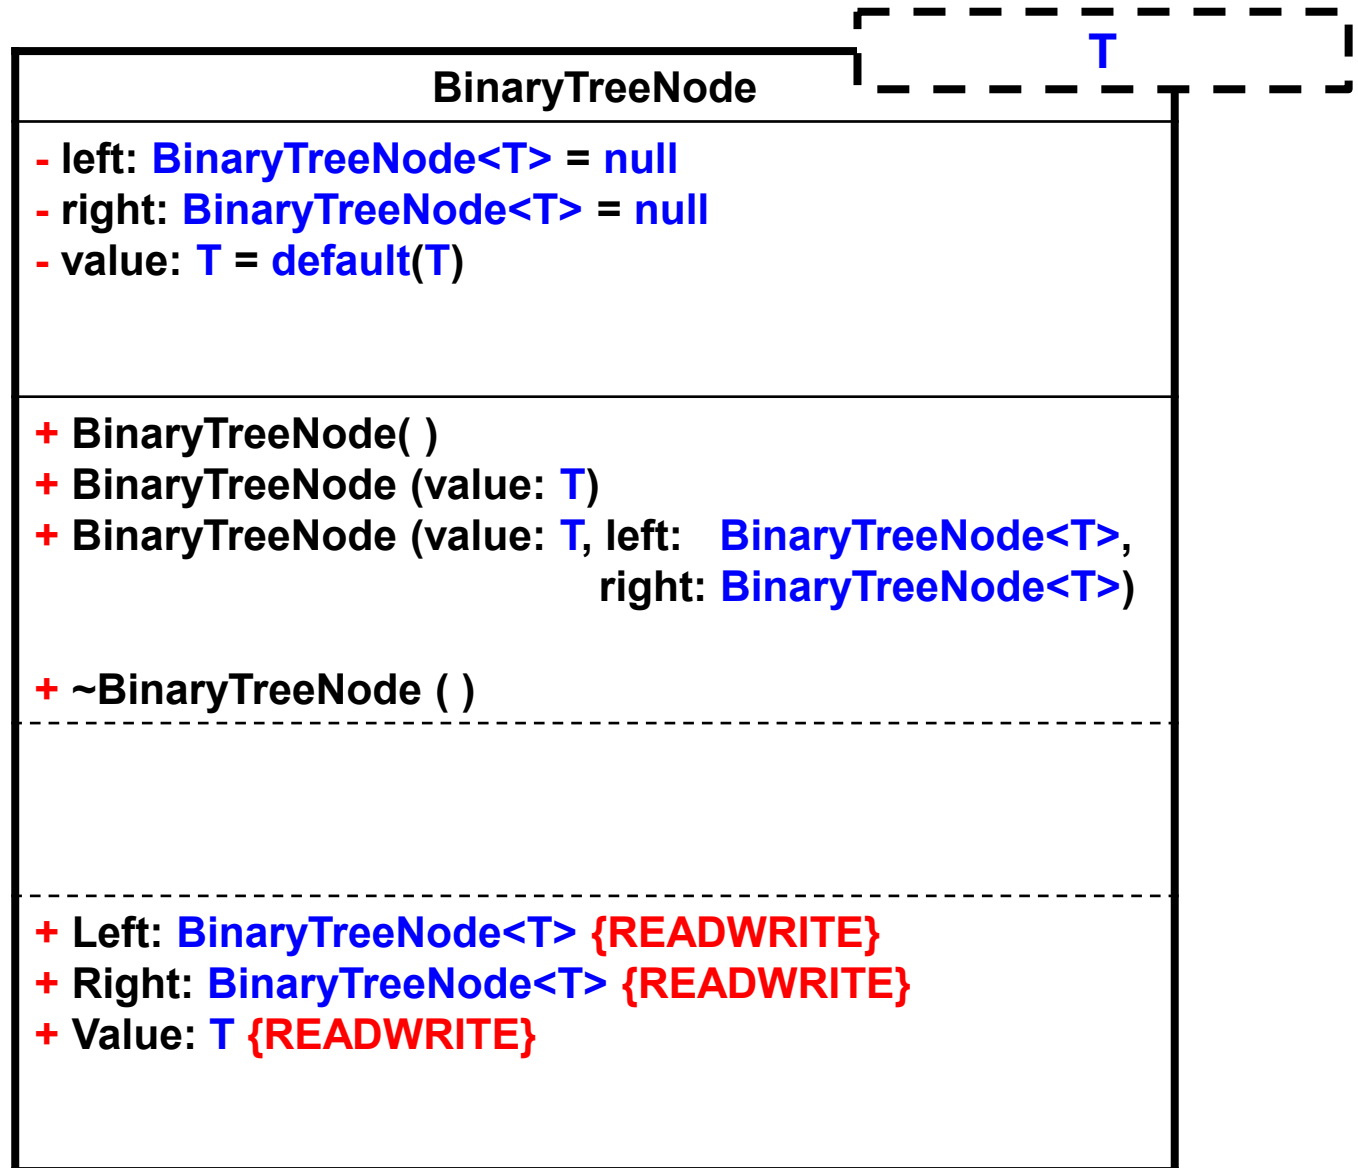 T
BinaryTreeNode
- left: BinaryTreeNode<T> = null
- right: BinaryTreeNode<T> = null
- value: T = default(T)
+ BinaryTreeNode( )
+ BinaryTreeNode (value: T)
+ BinaryTreeNode (value: T, left: BinaryTreeNode<T>,
right: BinaryTreeNode<T>)
+ ~BinaryTreeNode ( )
+ Left: BinaryTreeNode<T> {READWRITE}
+ Right: BinaryTreeNode<T> {READWRITE}
+ Value: T {READWRITE}